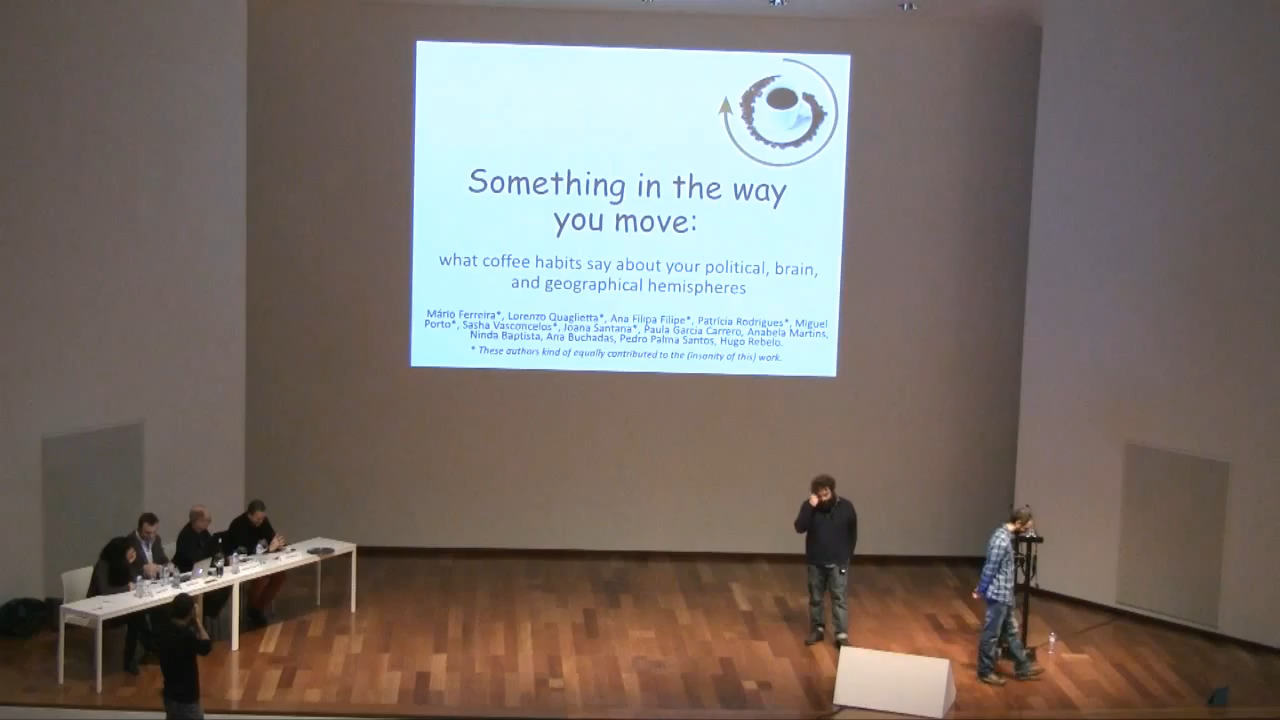 Something in the way
you move:
what coffee habits say about your political, brain,
and geographical hemispheres
Mário Ferreira*, Lorenzo Quaglietta*, Ana Filipa Filipe*, Patrícia Rodrigues*, Miguel
Porto*, Sasha Vasconcelos*, Joana Santana*, Paula Garcia Carrero, Anabela Martins,
Ninda Baptista, Ana Buchadas, Pedro Palma Santos, Hugo Rebelo.
* These authors kind of equally contributed to the (insanity of this) work.